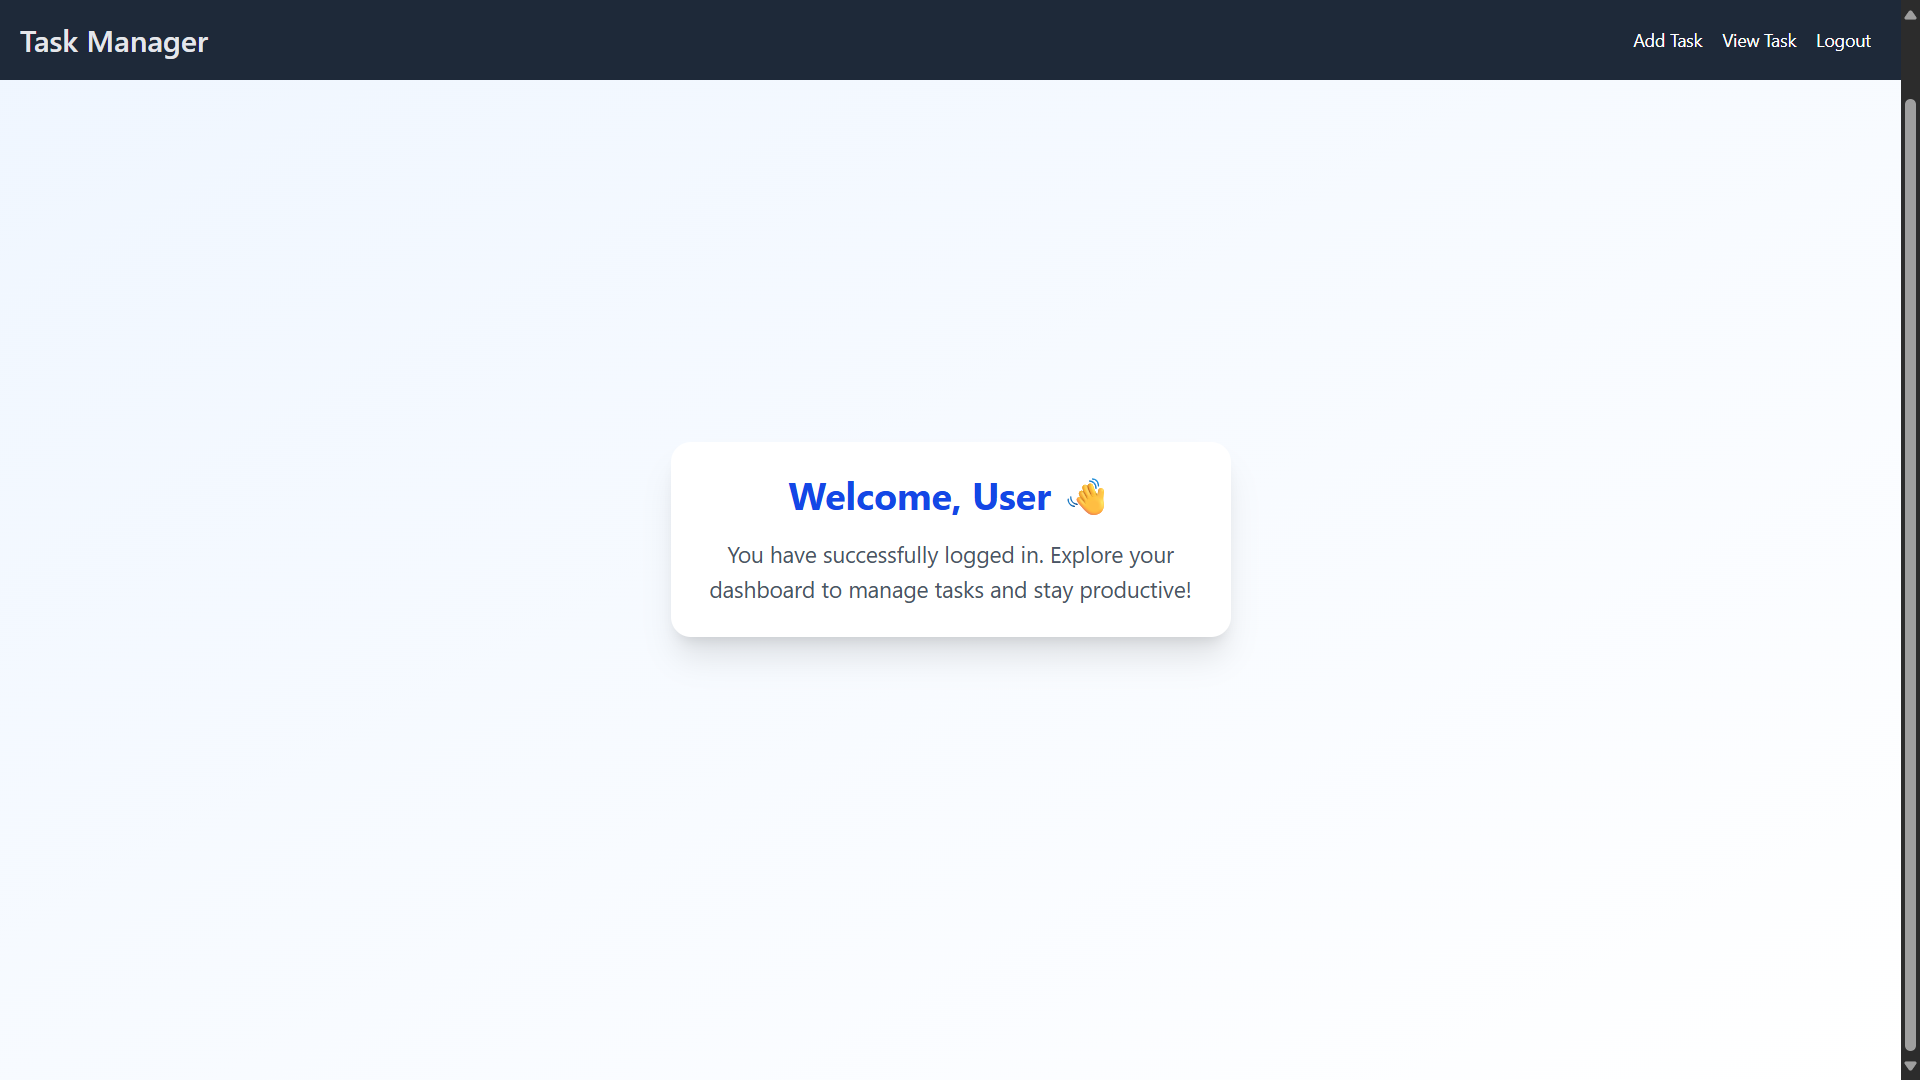 Task Manager
Add Task View Task Logout
Welcome, User 👋
You have successfully logged in. Explore your
dashboard to manage tasks and stay productive!